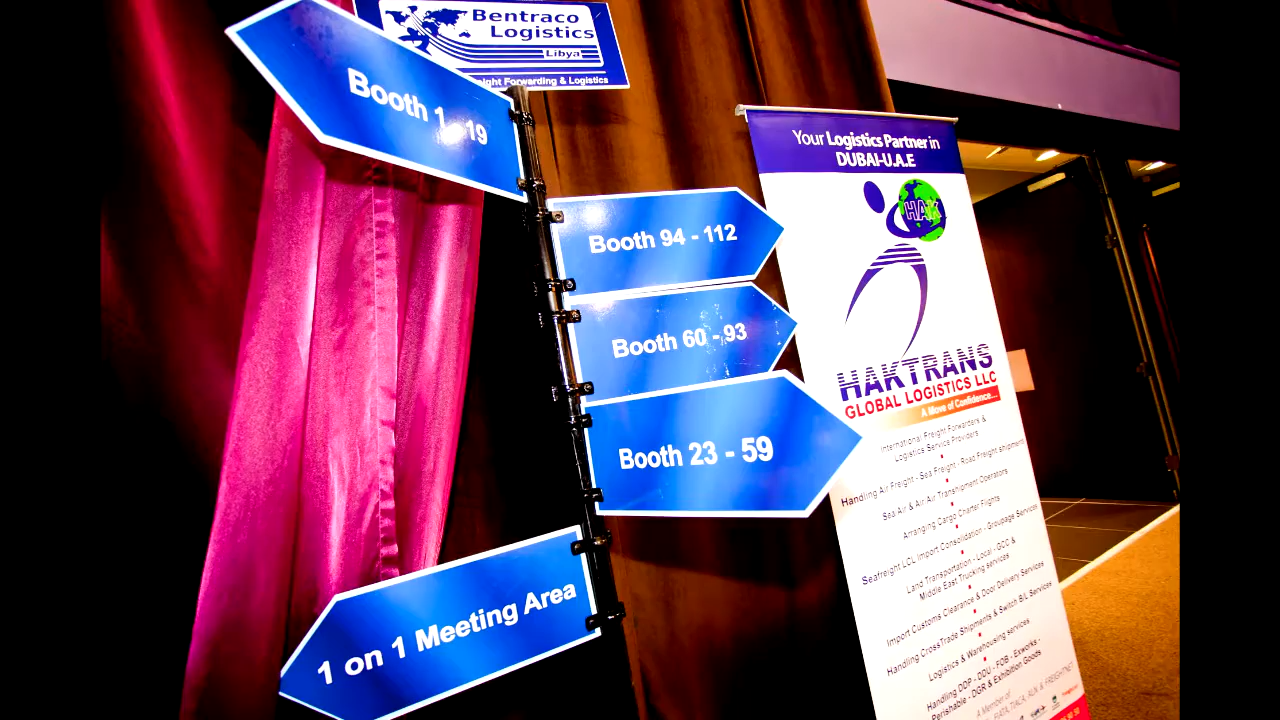 Bentraco
Logistics
Libya
Freight Forwarding & Logistics
Booth 1 - 19
Booth 94 - 112
Booth 60 - 93
Booth 23 - 59
1 on 1 Meeting Area
Your Logistics Partner in
DUBAI-U.A.E
HAK
HAKTRANS
GLOBAL LOGISTICS LLC
A Move of Confidence...
International Freight Forwarders &
Logistics Service Providers
Handling Air Freight - Sea Freight - Road Freight shipments
Sea Air & Air Air Transhipment Operators
Arranging Cargo Charter Flights
Seafreight LCL Import Consolidation - Groupage Services
Land Transportation - Local - GCC &
Middle East Trucking services
Import Customs Clearance & Door Delivery Services
Handling CrossTrade Shipments & Switch B/L Services
Logistics & Warehousing services
Handling DDP - DDU - FOB - Exworks -
Perishable - DGR & Exhibition Goods
A Member of